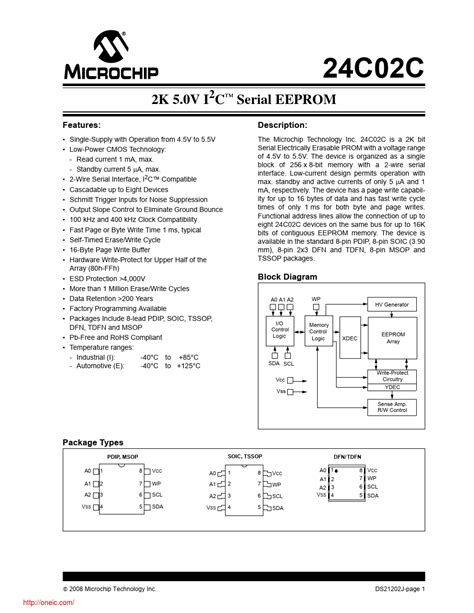 MICROCHIP
24C02C
2K 5.0V I2C™ Serial EEPROM
Features:
• Single-Supply with Operation from 4.5V to 5.5V
• Low-Power CMOS Technology:
- Read current 1 mA, max.
- Standby current 5 μA, max.
• 2-Wire Serial Interface, I2C™ Compatible
• Cascadable up to Eight Devices
• Schmitt Trigger Inputs for Noise Suppression
• Output Slope Control to Eliminate Ground Bounce
• 100 kHz and 400 kHz Clock Compatibility
• Fast Page or Byte Write Time 1 ms, typical
• Self-Timed Erase/Write Cycle
• 16-Byte Page Write Buffer
• Hardware Write-Protect for Upper Half of the
Array (80h-FFh)
• ESD Protection >4,000V
• More than 1 Million Erase/Write Cycles
• Data Retention >200 Years
• Factory Programming Available
• Packages Include 8-lead PDIP, SOIC, TSSOP,
DFN, TDFN and MSOP
• Pb-Free and RoHS Compliant
• Temperature ranges:
- Industrial (I): -40°C to +85°C
- Automotive (E): -40°C to +125°C
Description:
The Microchip Technology Inc. 24C02C is a 2K bit
Serial Electrically Erasable PROM with a voltage range
of 4.5V to 5.5V. The device is organized as a single
block of 256 x 8-bit memory with a 2-wire serial
interface. Low-current design permits operation with
max. standby and active currents of only 5 μA and 1
mA, respectively. The device has a page write capabil-
ity for up to 16 bytes of data and has fast write cycle
times of only 1 ms for both byte and page writes.
Functional address lines allow the connection of up to
eight 24C02C devices on the same bus for up to 16K
bits of contiguous EEPROM memory. The device is
available in the standard 8-pin PDIP, 8-pin SOIC (3.90
mm), 8-pin 2x3 DFN and TDFN, 8-pin MSOP and
TSSOP packages.
Block Diagram
A0 A1 A2
WP
HV Generator
I/O
Control
Logic
Memory
Control
Logic
XDEC
EEPROM
Array
SDA SCL
Vcc
Vss
Write-Protect
Circuitry
YDEC
Sense Amp.
R/W Control
Package Types
PDIP, MSOP
A0 1 8 Vcc
A1 2 7 WP
A2 3 6 SCL
Vss 4 5 SDA
SOIC, TSSOP
A0 1 8 Vcc
A1 2 7 WP
A2 3 6 SCL
Vss 4 5 SDA
DFN/TDFN
A0 1 8 Vcc
A1 2 7 WP
A2 3 6 SCL
Vss 4 5 SDA
© 2008 Microchip Technology Inc.
DS21202J-page 1
http://oneic.com/